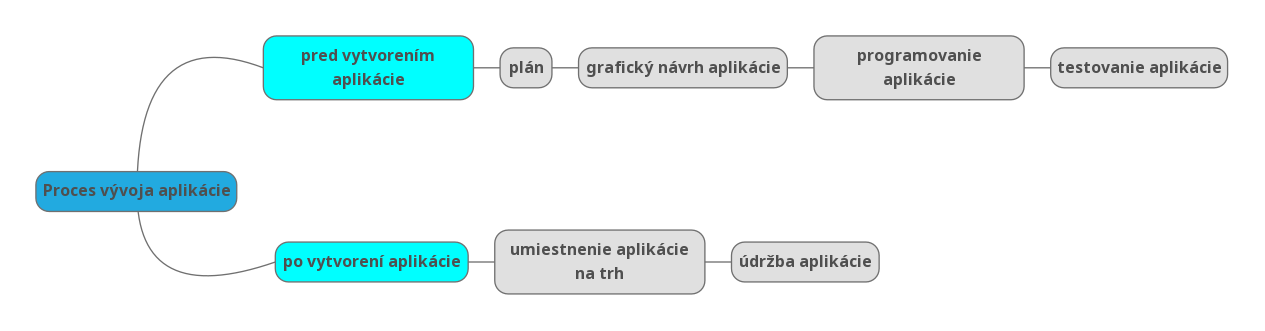 pred vytvorením
aplikácie
plán
grafický návrh aplikácie
programovanie
aplikácie
testovanie aplikácie
Proces vývoja aplikácie
po vytvorení aplikácie
umiestnenie aplikácie
na trh
údržba aplikácie